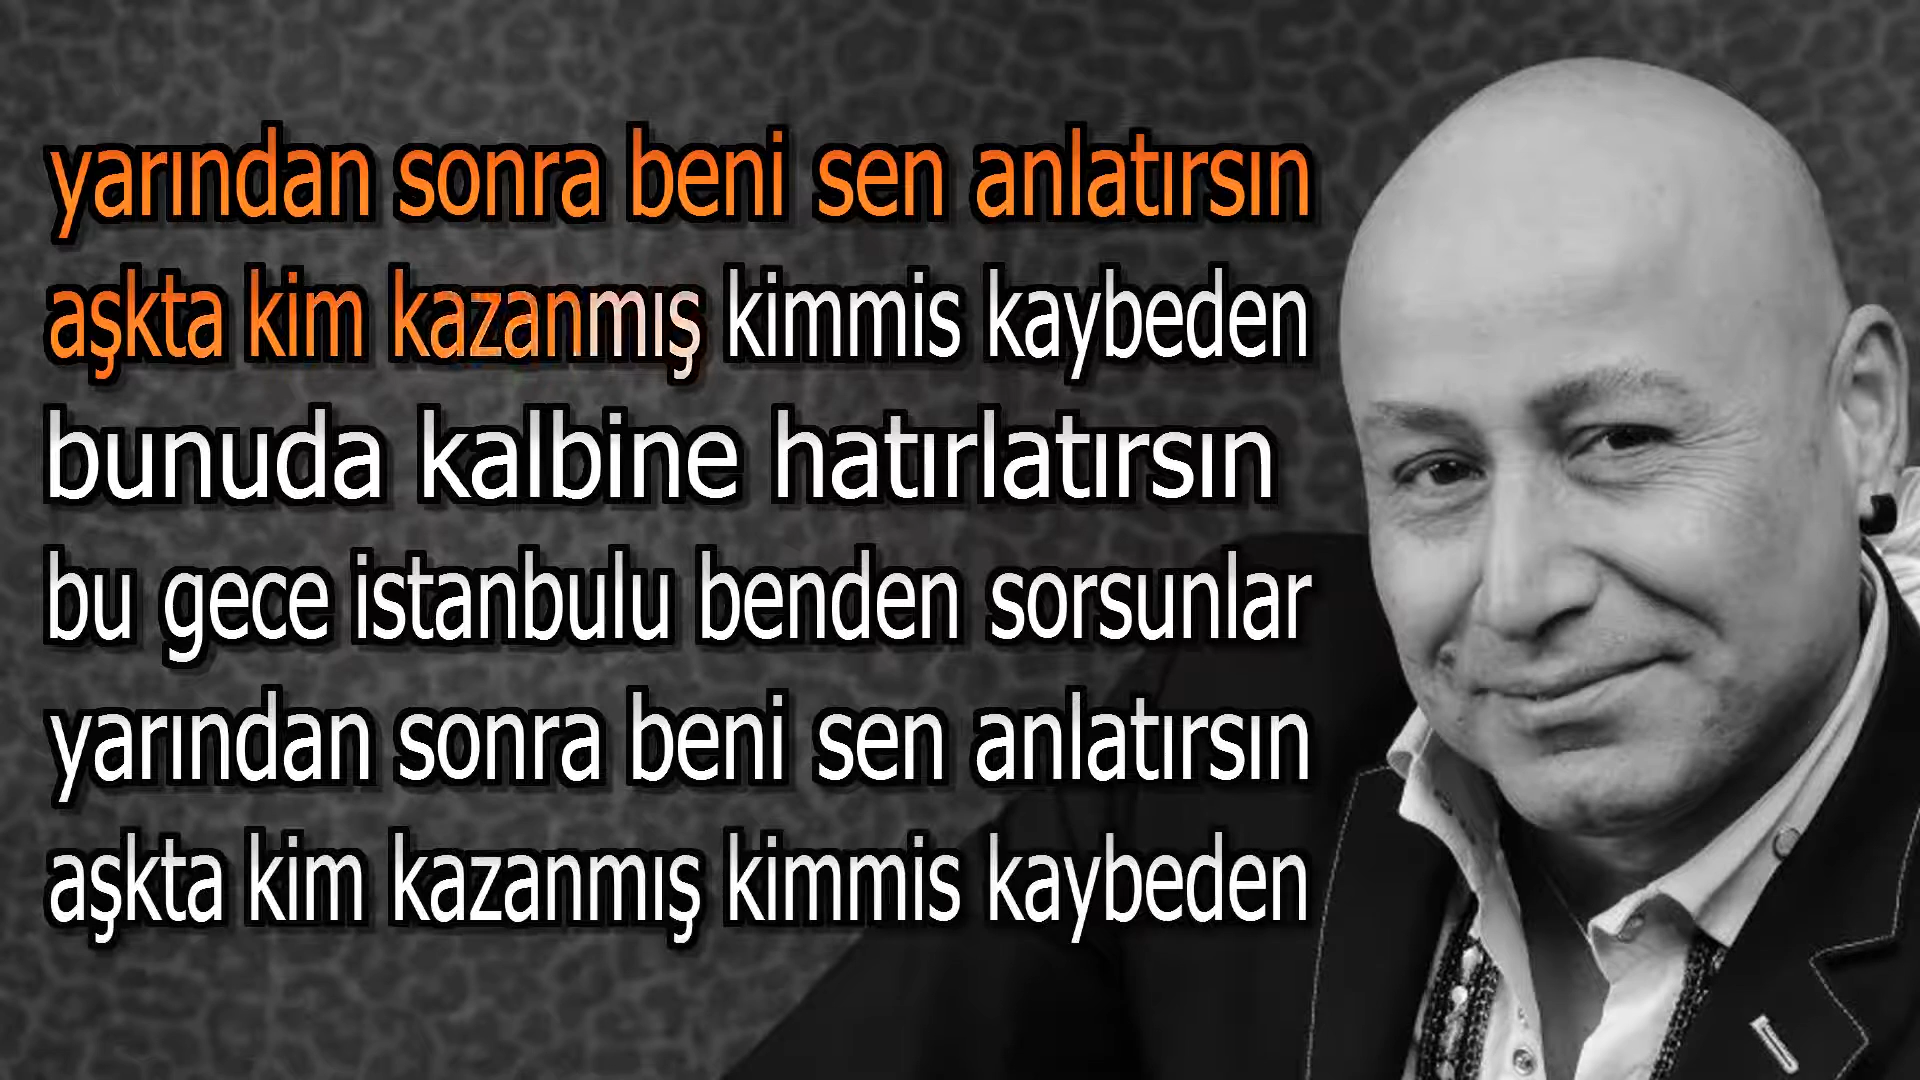 yarından sonra beni sen anlatırsın
aşkta kim kazanmış kimmis kaybeden
bunuda kalbine hatırlatırsın
bu gece istanbulu benden sorsunlar
yarından sonra beni sen anlatırsın
aşkta kim kazanmış kimmis kaybeden